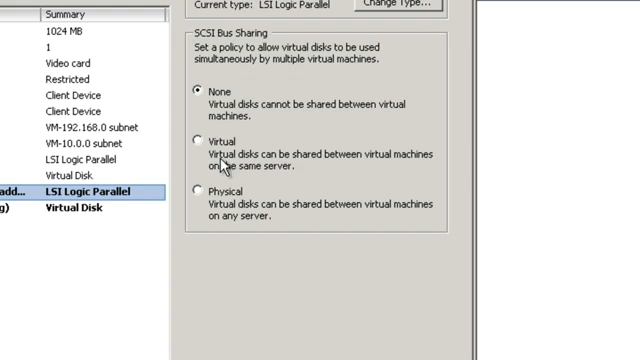 Current type: LSI Logic Parallel
Change Type...
Summary
1024 MB
1
Video card
Restricted
Client Device
Client Device
VM-192.168.0 subnet
VM-10.0.0 subnet
LSI Logic Parallel
Virtual Disk
add... LSI Logic Parallel
g) Virtual Disk
SCSI Bus Sharing
Set a policy to allow virtual disks to be used
simultaneously by multiple virtual machines.
None
Virtual disks cannot be shared between virtual
machines.
Virtual
Virtual disks can be shared between virtual machines
on the same server.
Physical
Virtual disks can be shared between virtual machines
on any server.